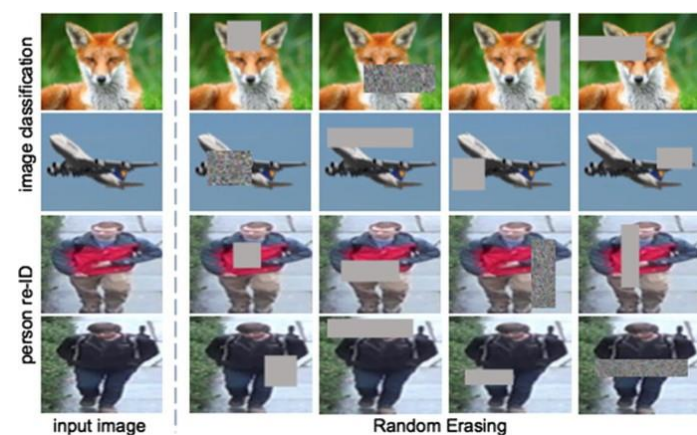 image classification
person re-ID
input image
Random Erasing